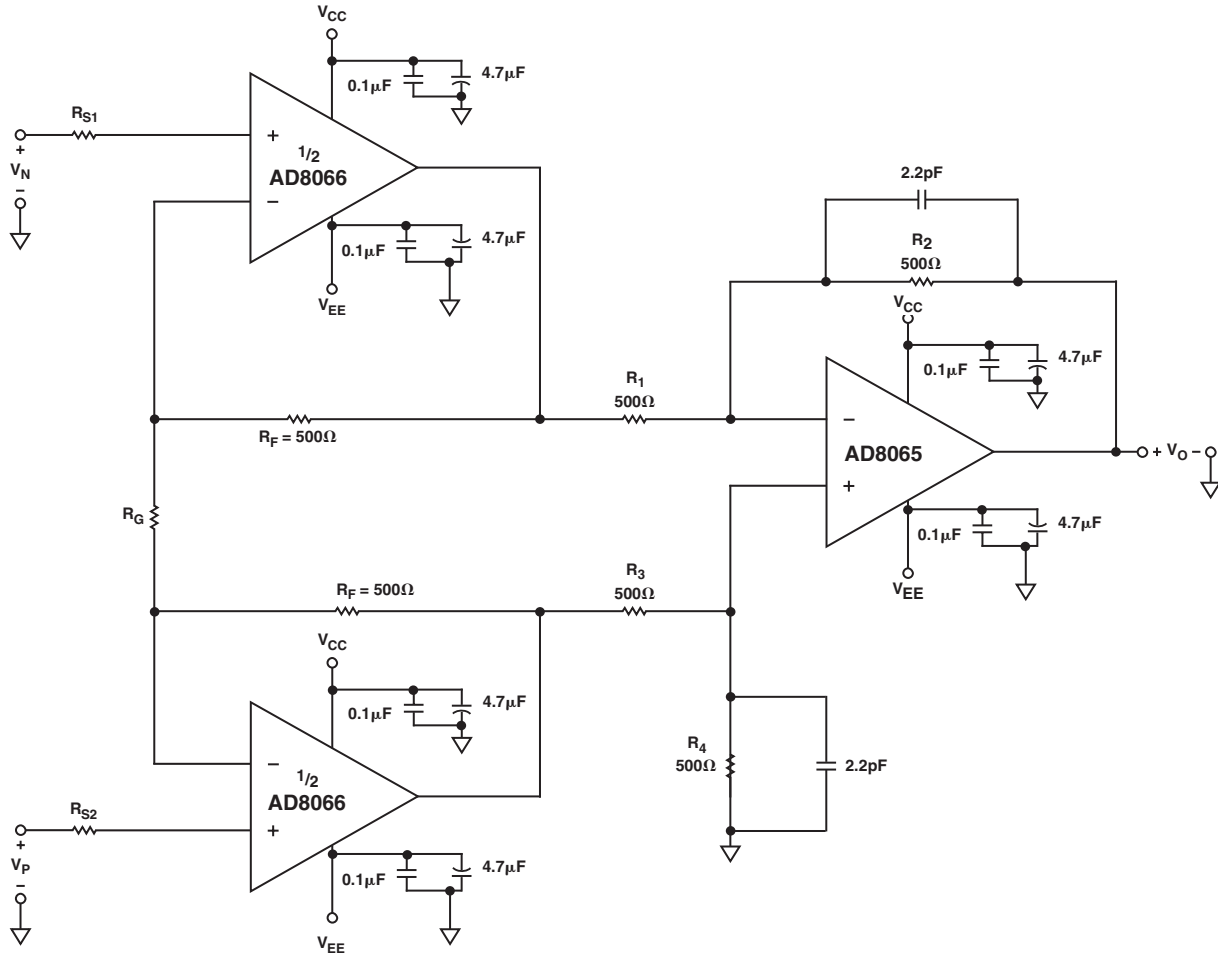 V_CC
0.1μF
4.7μF
R_S1
+
V_N
−
+
−
1/2
AD8066
0.1μF
4.7μF
V_EE
2.2pF
R_2
500Ω
V_CC
0.1μF
4.7μF
R_1
500Ω
R_F = 500Ω
−
+
AD8065
+ V_O −
0.1μF
4.7μF
V_EE
R_G
R_F = 500Ω
R_3
500Ω
V_CC
0.1μF
4.7μF
R_4
500Ω
2.2pF
−
+
1/2
AD8066
R_S2
+
V_P
−
0.1μF
4.7μF
V_EE